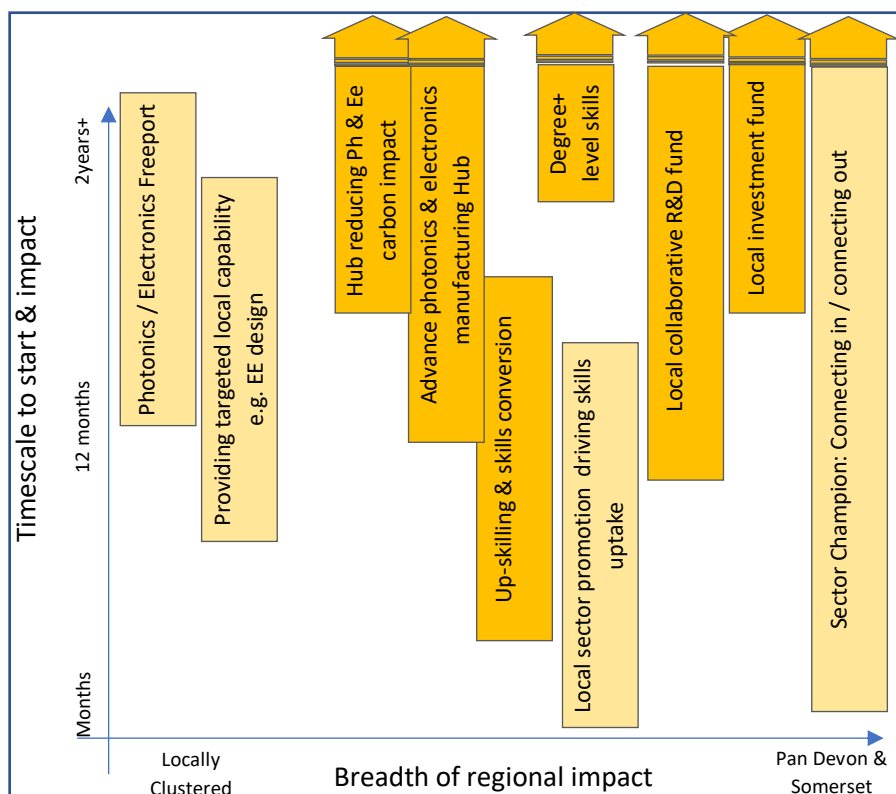 Timescale to start & impact
2years+
12 months
Months
Photonics / Electronics Freeport
Providing targeted local capability
e.g. EE design
Hub reducing Ph & Ee
carbon impact
Advance photonics & electronics
manufacturing Hub
Up-skilling & skills conversion
Degree+
level skills
Local sector promotion driving skills
uptake
Local collaborative R&D fund
Local investment fund
Sector Champion: Connecting in / connecting out
Locally
Clustered
Breadth of regional impact
Pan Devon &
Somerset